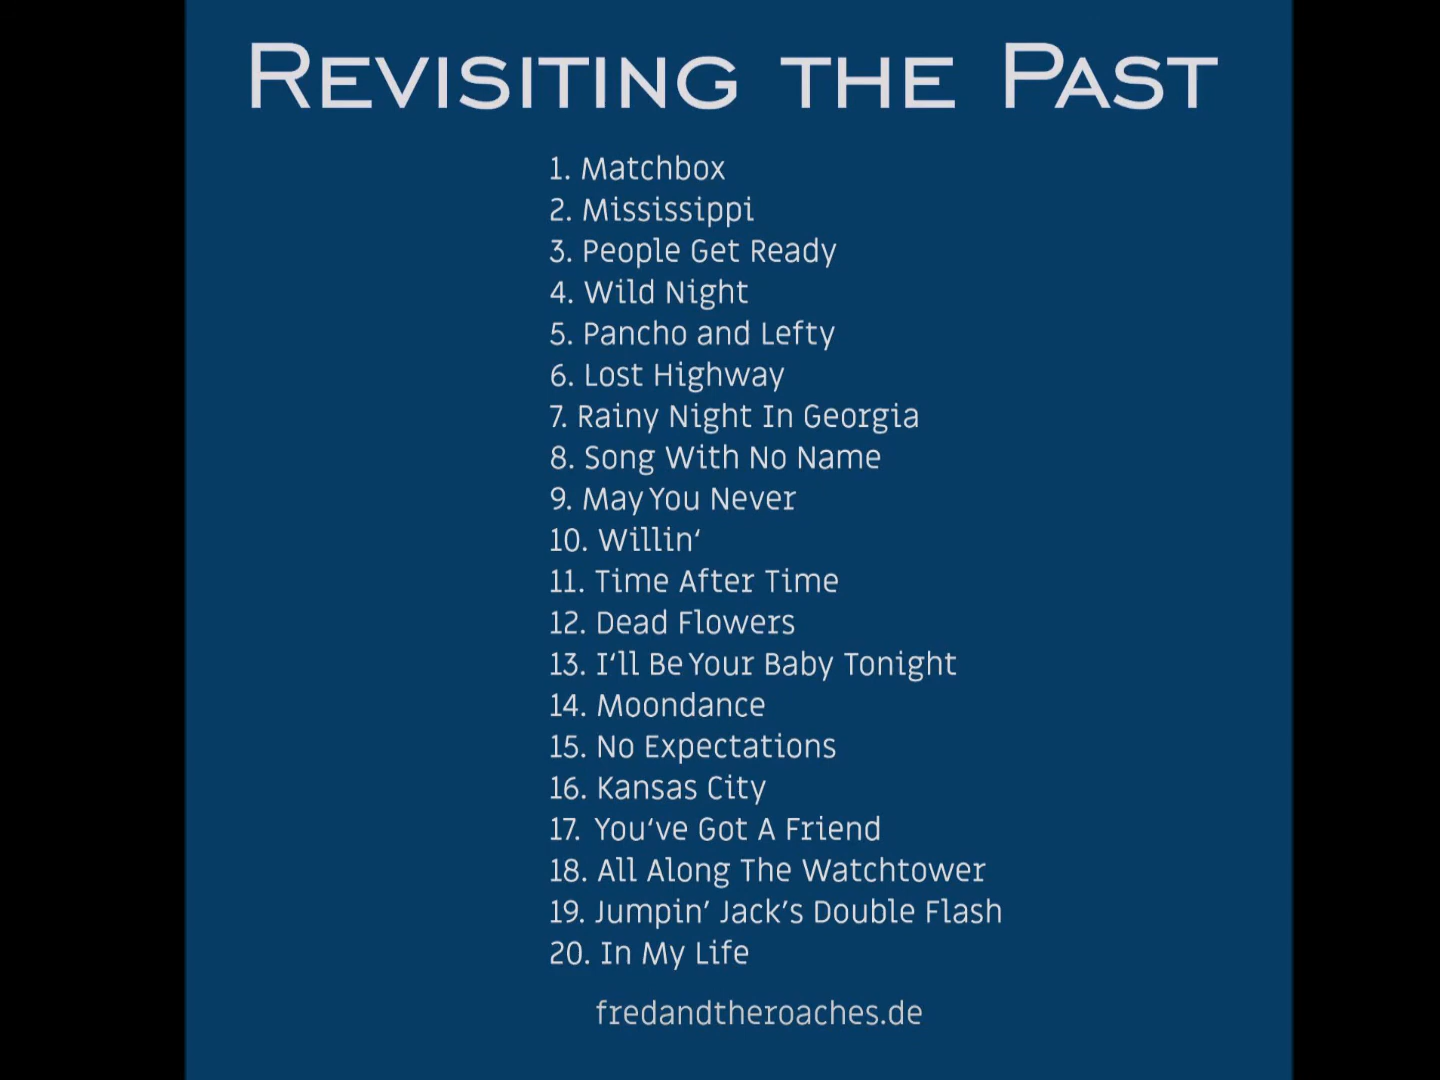 Revisiting the Past
1. Matchbox
2. Mississippi
3. People Get Ready
4. Wild Night
5. Pancho and Lefty
6. Lost Highway
7. Rainy Night In Georgia
8. Song With No Name
9. May You Never
10. Willin‘
11. Time After Time
12. Dead Flowers
13. I‘ll Be Your Baby Tonight
14. Moondance
15. No Expectations
16. Kansas City
17. You‘ve Got A Friend
18. All Along The Watchtower
19. Jumpin’ Jack’s Double Flash
20. In My Life
fredandtheroaches.de